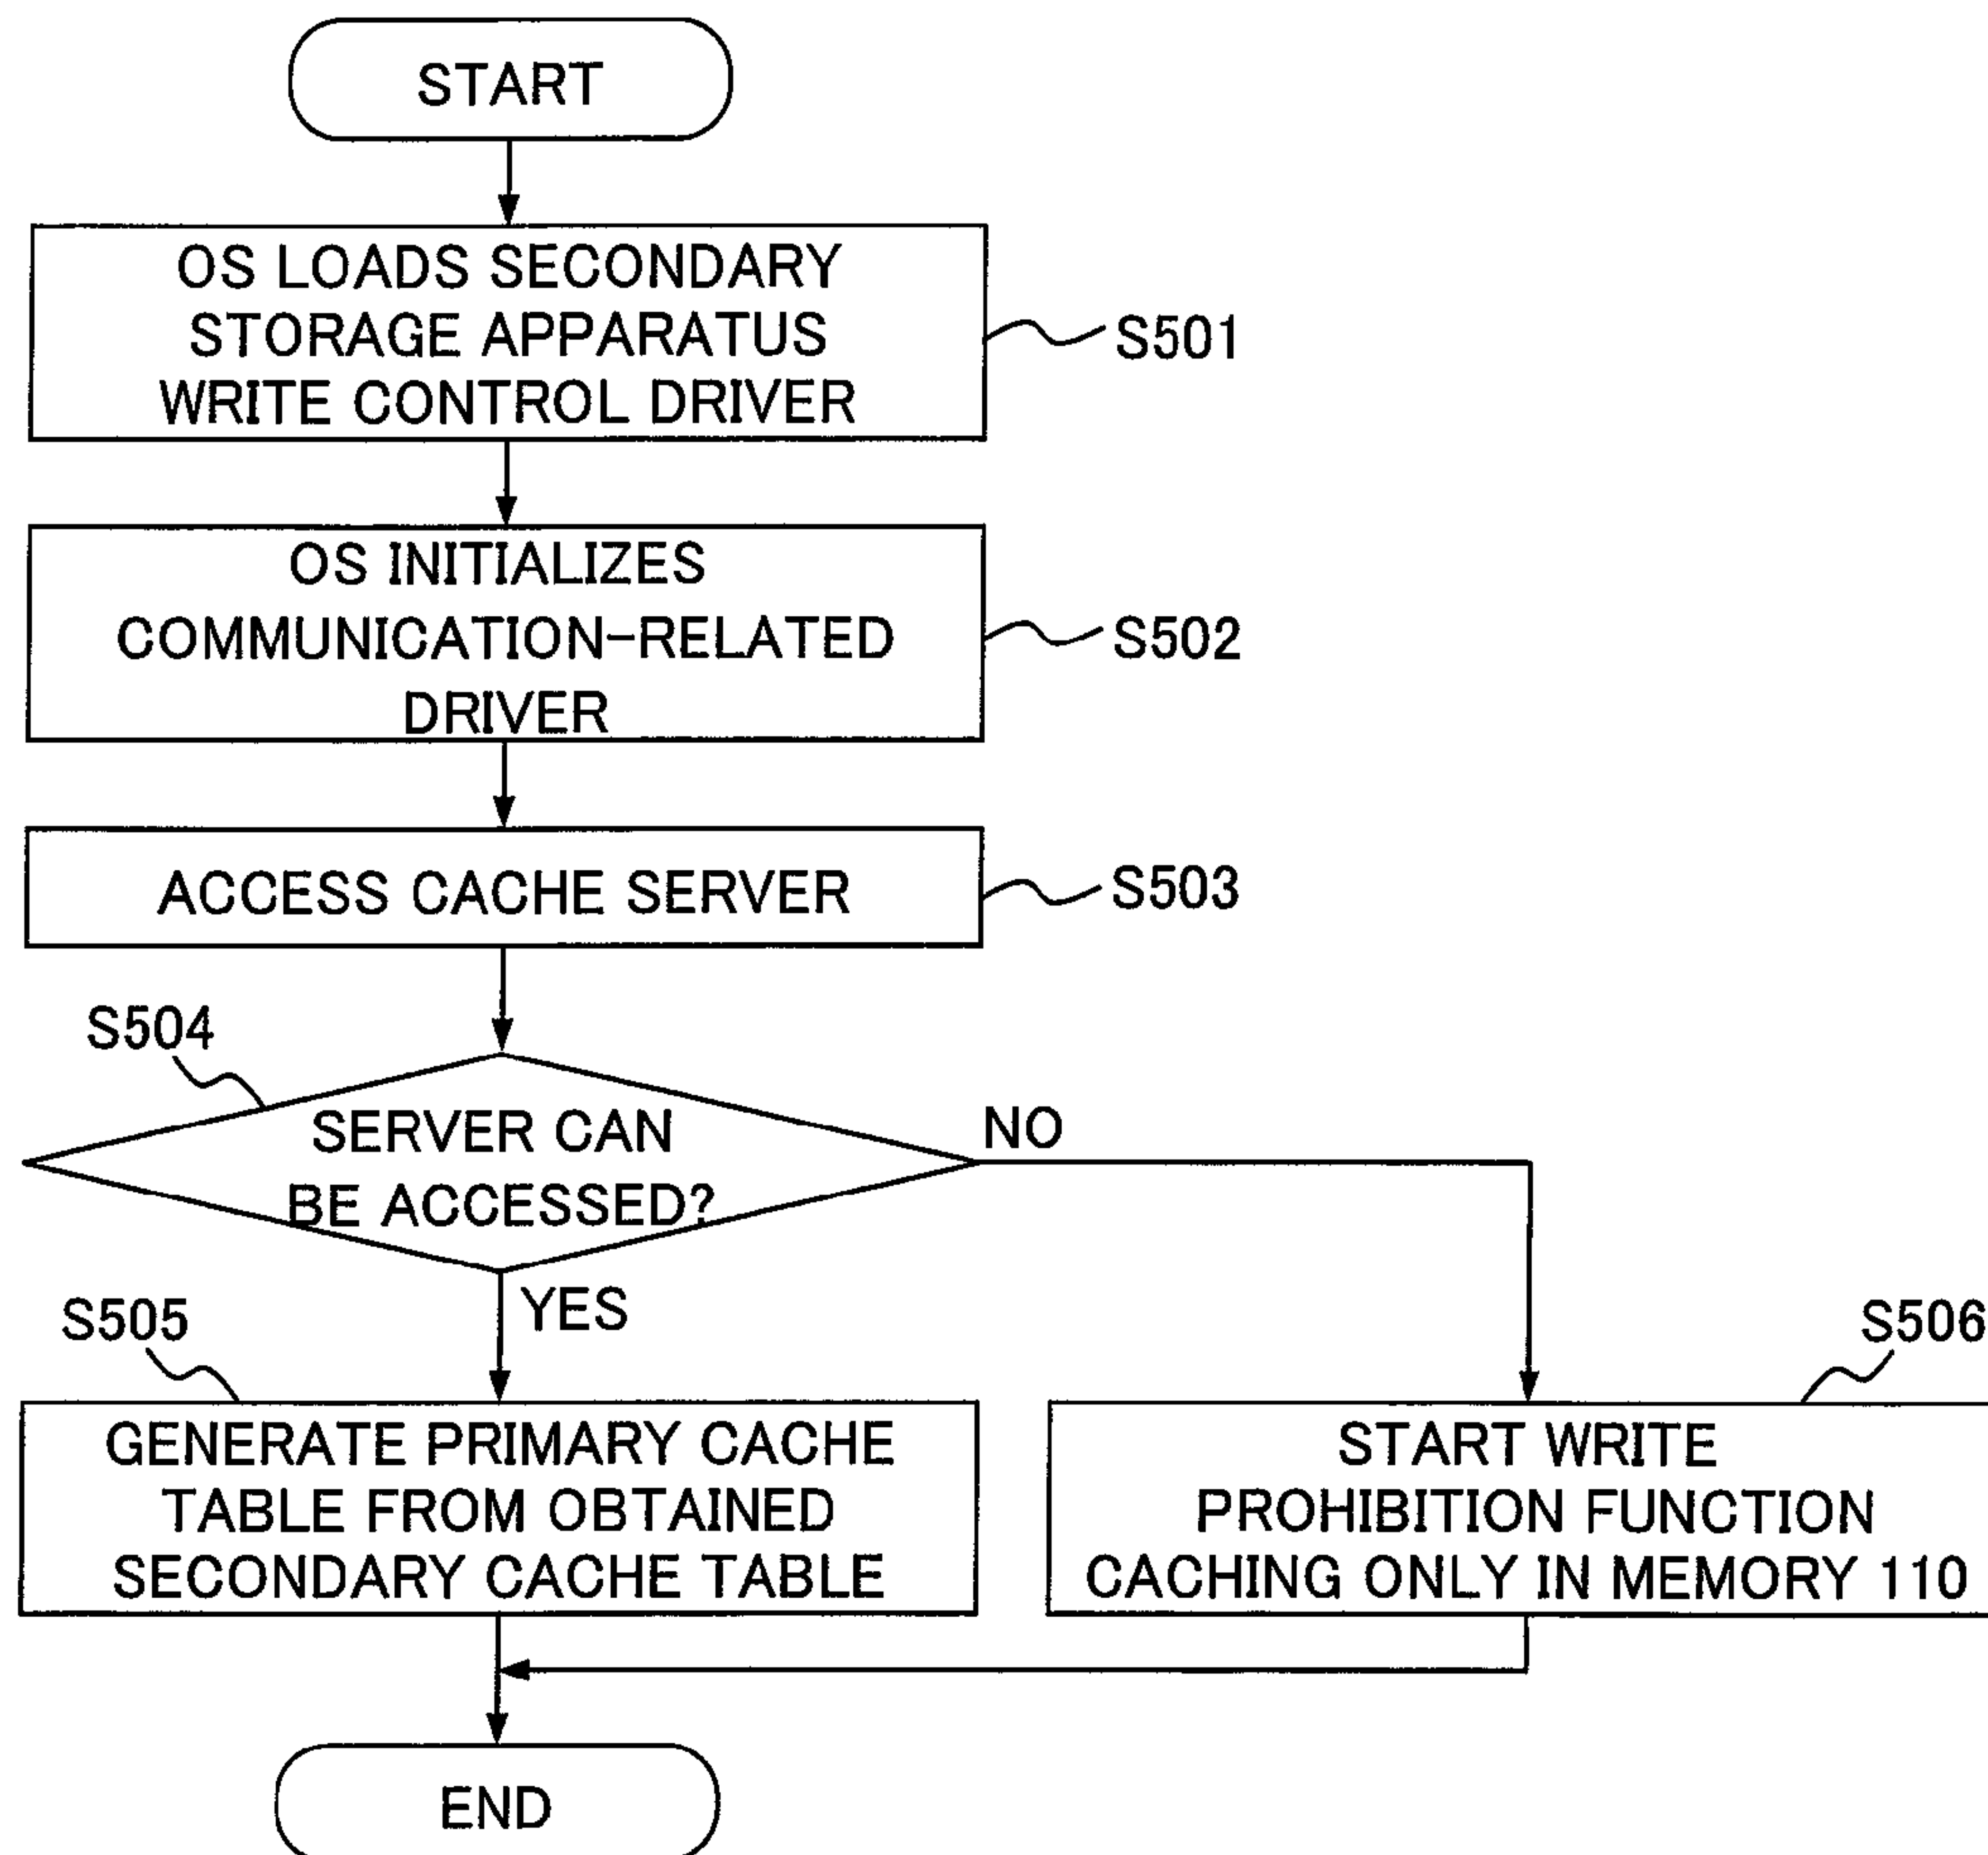 START
OS LOADS SECONDARY
STORAGE APPARATUS
WRITE CONTROL DRIVER
S501
OS INITIALIZES
COMMUNICATION-RELATED
DRIVER
S502
ACCESS CACHE SERVER
S503
S504
SERVER CAN
BE ACCESSED?
NO
YES
S505
GENERATE PRIMARY CACHE
TABLE FROM OBTAINED
SECONDARY CACHE TABLE
S506
START WRITE
PROHIBITION FUNCTION
CACHING ONLY IN MEMORY 110
END